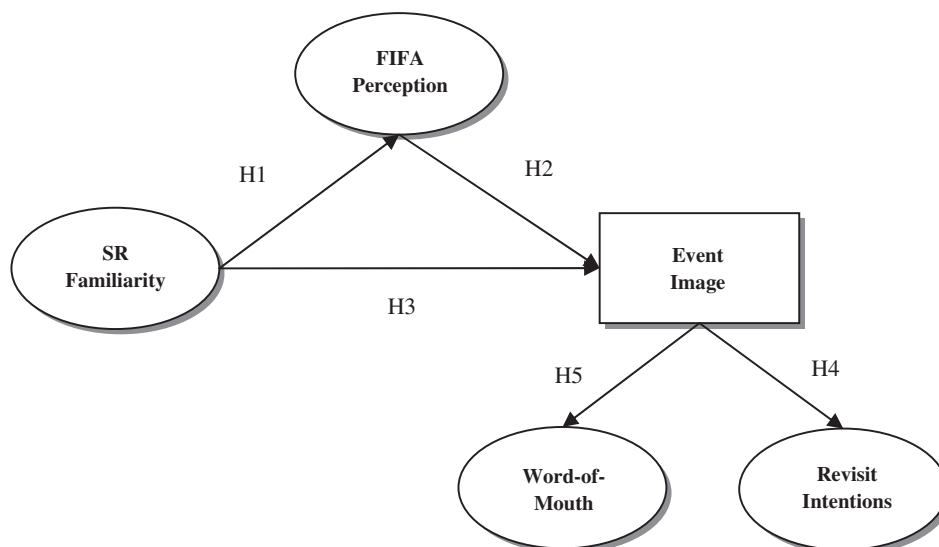 FIFA
Perception
H1
H2
SR
Familiarity
Event
Image
H3
H5
H4
Word-of-
Mouth
Revisit
Intentions